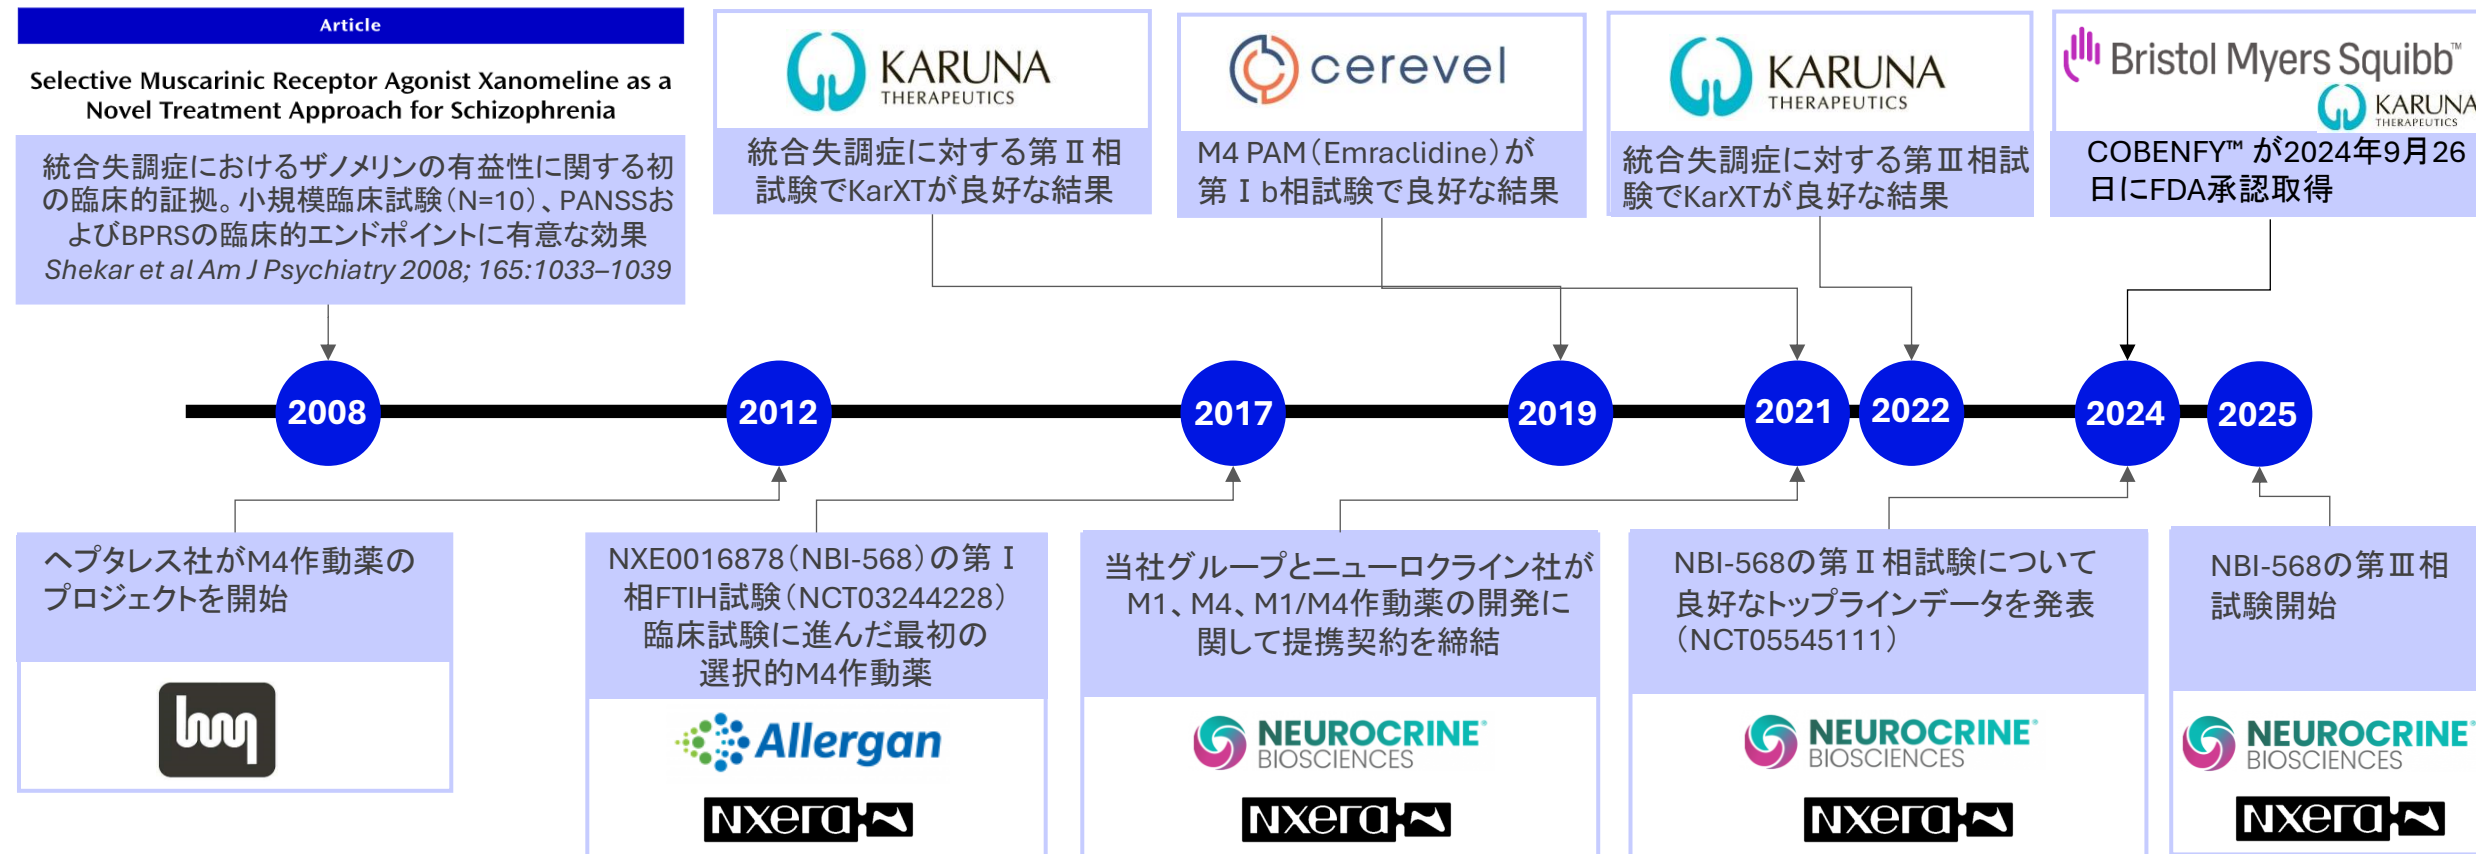 Article
Selective Muscarinic Receptor Agonist Xanomeline as a
Novel Treatment Approach for Schizophrenia
統合失調症におけるザノメリンの有益性に関する初
の臨床的証拠。小規模臨床試験(N=10)、PANSSお
よびBPRSの臨床的エンドポイントに有意な効果
Shekar et al Am J Psychiatry 2008; 165:1033–1039
KARUNA
THERAPEUTICS
統合失調症に対する第Ⅱ相
試験でKarXTが良好な結果
cerevel
M4 PAM(Emraclidine)が
第Ⅰb相試験で良好な結果
KARUNA
THERAPEUTICS
統合失調症に対する第Ⅲ相試
験でKarXTが良好な結果
Bristol Myers Squibb™
KARUNA
THERAPEUTICS
COBENFY™ が2024年9月26
日にFDA承認取得
2008
2012
2017
2019
2021
2022
2024
2025
ヘプタレス社がM4作動薬の
プロジェクトを開始
NXE0016878(NBI-568)の第Ⅰ
相FTIH試験(NCT03244228)
臨床試験に進んだ最初の
選択的M4作動薬
Allergan
Nxera
当社グループとニューロクライン社が
M1、M4、M1/M4作動薬の開発に
関して提携契約を締結
NEUROCRINE®
BIOSCIENCES
Nxera
NBI-568の第Ⅱ相試験について
良好なトップラインデータを発表
(NCT05545111)
NEUROCRINE®
BIOSCIENCES
Nxera
NBI-568の第Ⅲ相
試験開始
NEUROCRINE®
BIOSCIENCES
Nxera